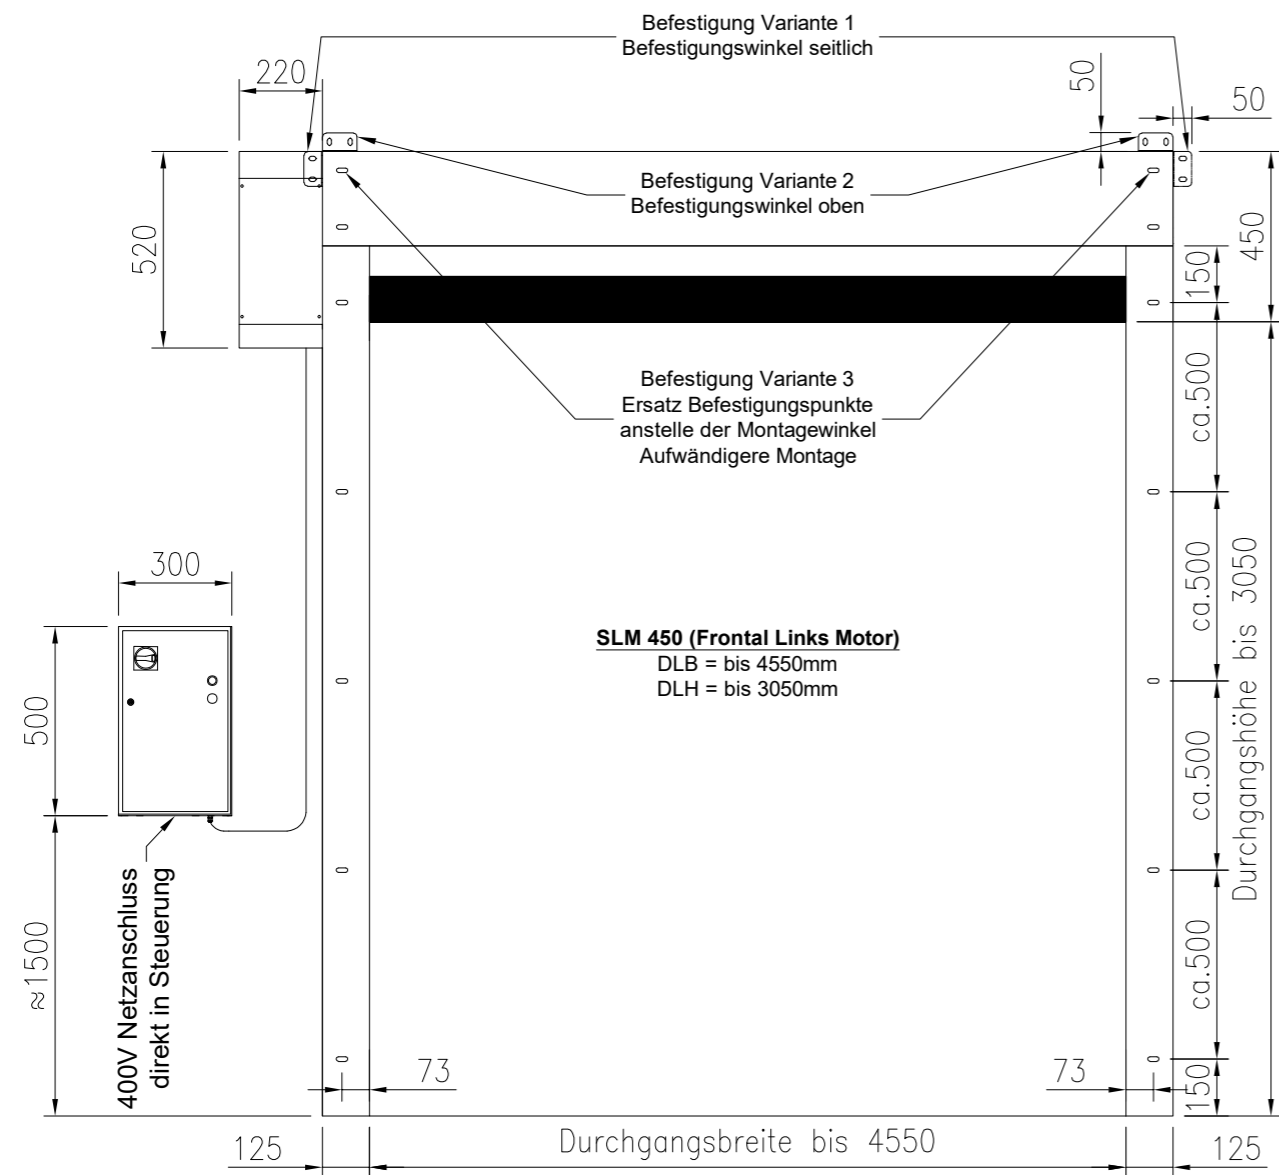 Befestigung Variante 1
Befestigungswinkel seitlich
220
50
50
Befestigung Variante 2
Befestigungswinkel oben
520
450
150
Befestigung Variante 3
Ersatz Befestigungspunkte
anstelle der Montagewinkel
Aufwändigere Montage
ca.500
300
ca.500
Durchgangshöhe bis 3050
SLM 450 (Frontal Links Motor)
DLB = bis 4550mm
DLH = bis 3050mm
500
ca.500
400V Netzanschluss
direkt in Steuerung
≈1500
ca.500
73
73
150
125
Durchgangsbreite bis 4550
125